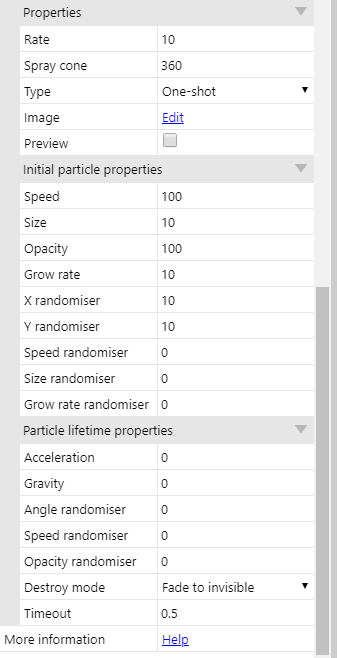 Properties
Rate 10
Spray cone 360
Type One-shot
Image Edit
Preview
Initial particle properties
Speed 100
Size 10
Opacity 100
Grow rate 10
X randomiser 10
Y randomiser 10
Speed randomiser 0
Size randomiser 0
Grow rate randomiser 0
Particle lifetime properties
Acceleration 0
Gravity 0
Angle randomiser 0
Speed randomiser 0
Opacity randomiser 0
Destroy mode Fade to invisible
Timeout 0.5
More information Help